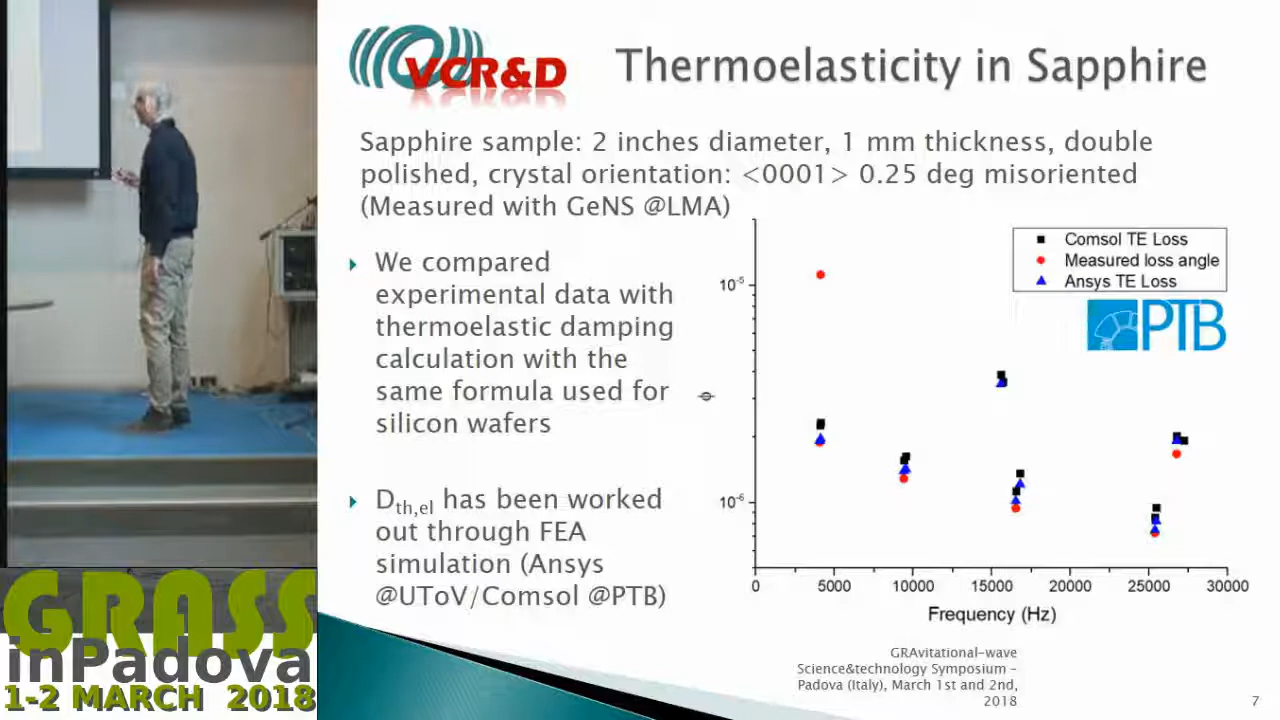 VCR&D
Thermoelasticity in Sapphire
Sapphire sample: 2 inches diameter, 1 mm thickness, double
polished, crystal orientation: <0001> 0.25 deg misoriented
(Measured with GeNS @LMA)
We compared
experimental data with
thermoelastic damping
calculation with the
same formula used for
silicon wafers
Dth,el has been worked
out through FEA
simulation (Ansys
@UToV/Comsol @PTB)
Comsol TE Loss
Measured loss angle
Ansys TE Loss
PTB
10-5
ϕ
10-6
0 5000 10000 15000 20000 25000 30000
Frequency (Hz)
GRAvitational-wave
Science&technology Symposium –
Padova (Italy), March 1st and 2nd,
2018
7
GRASS
inPadova
1-2 MARCH 2018